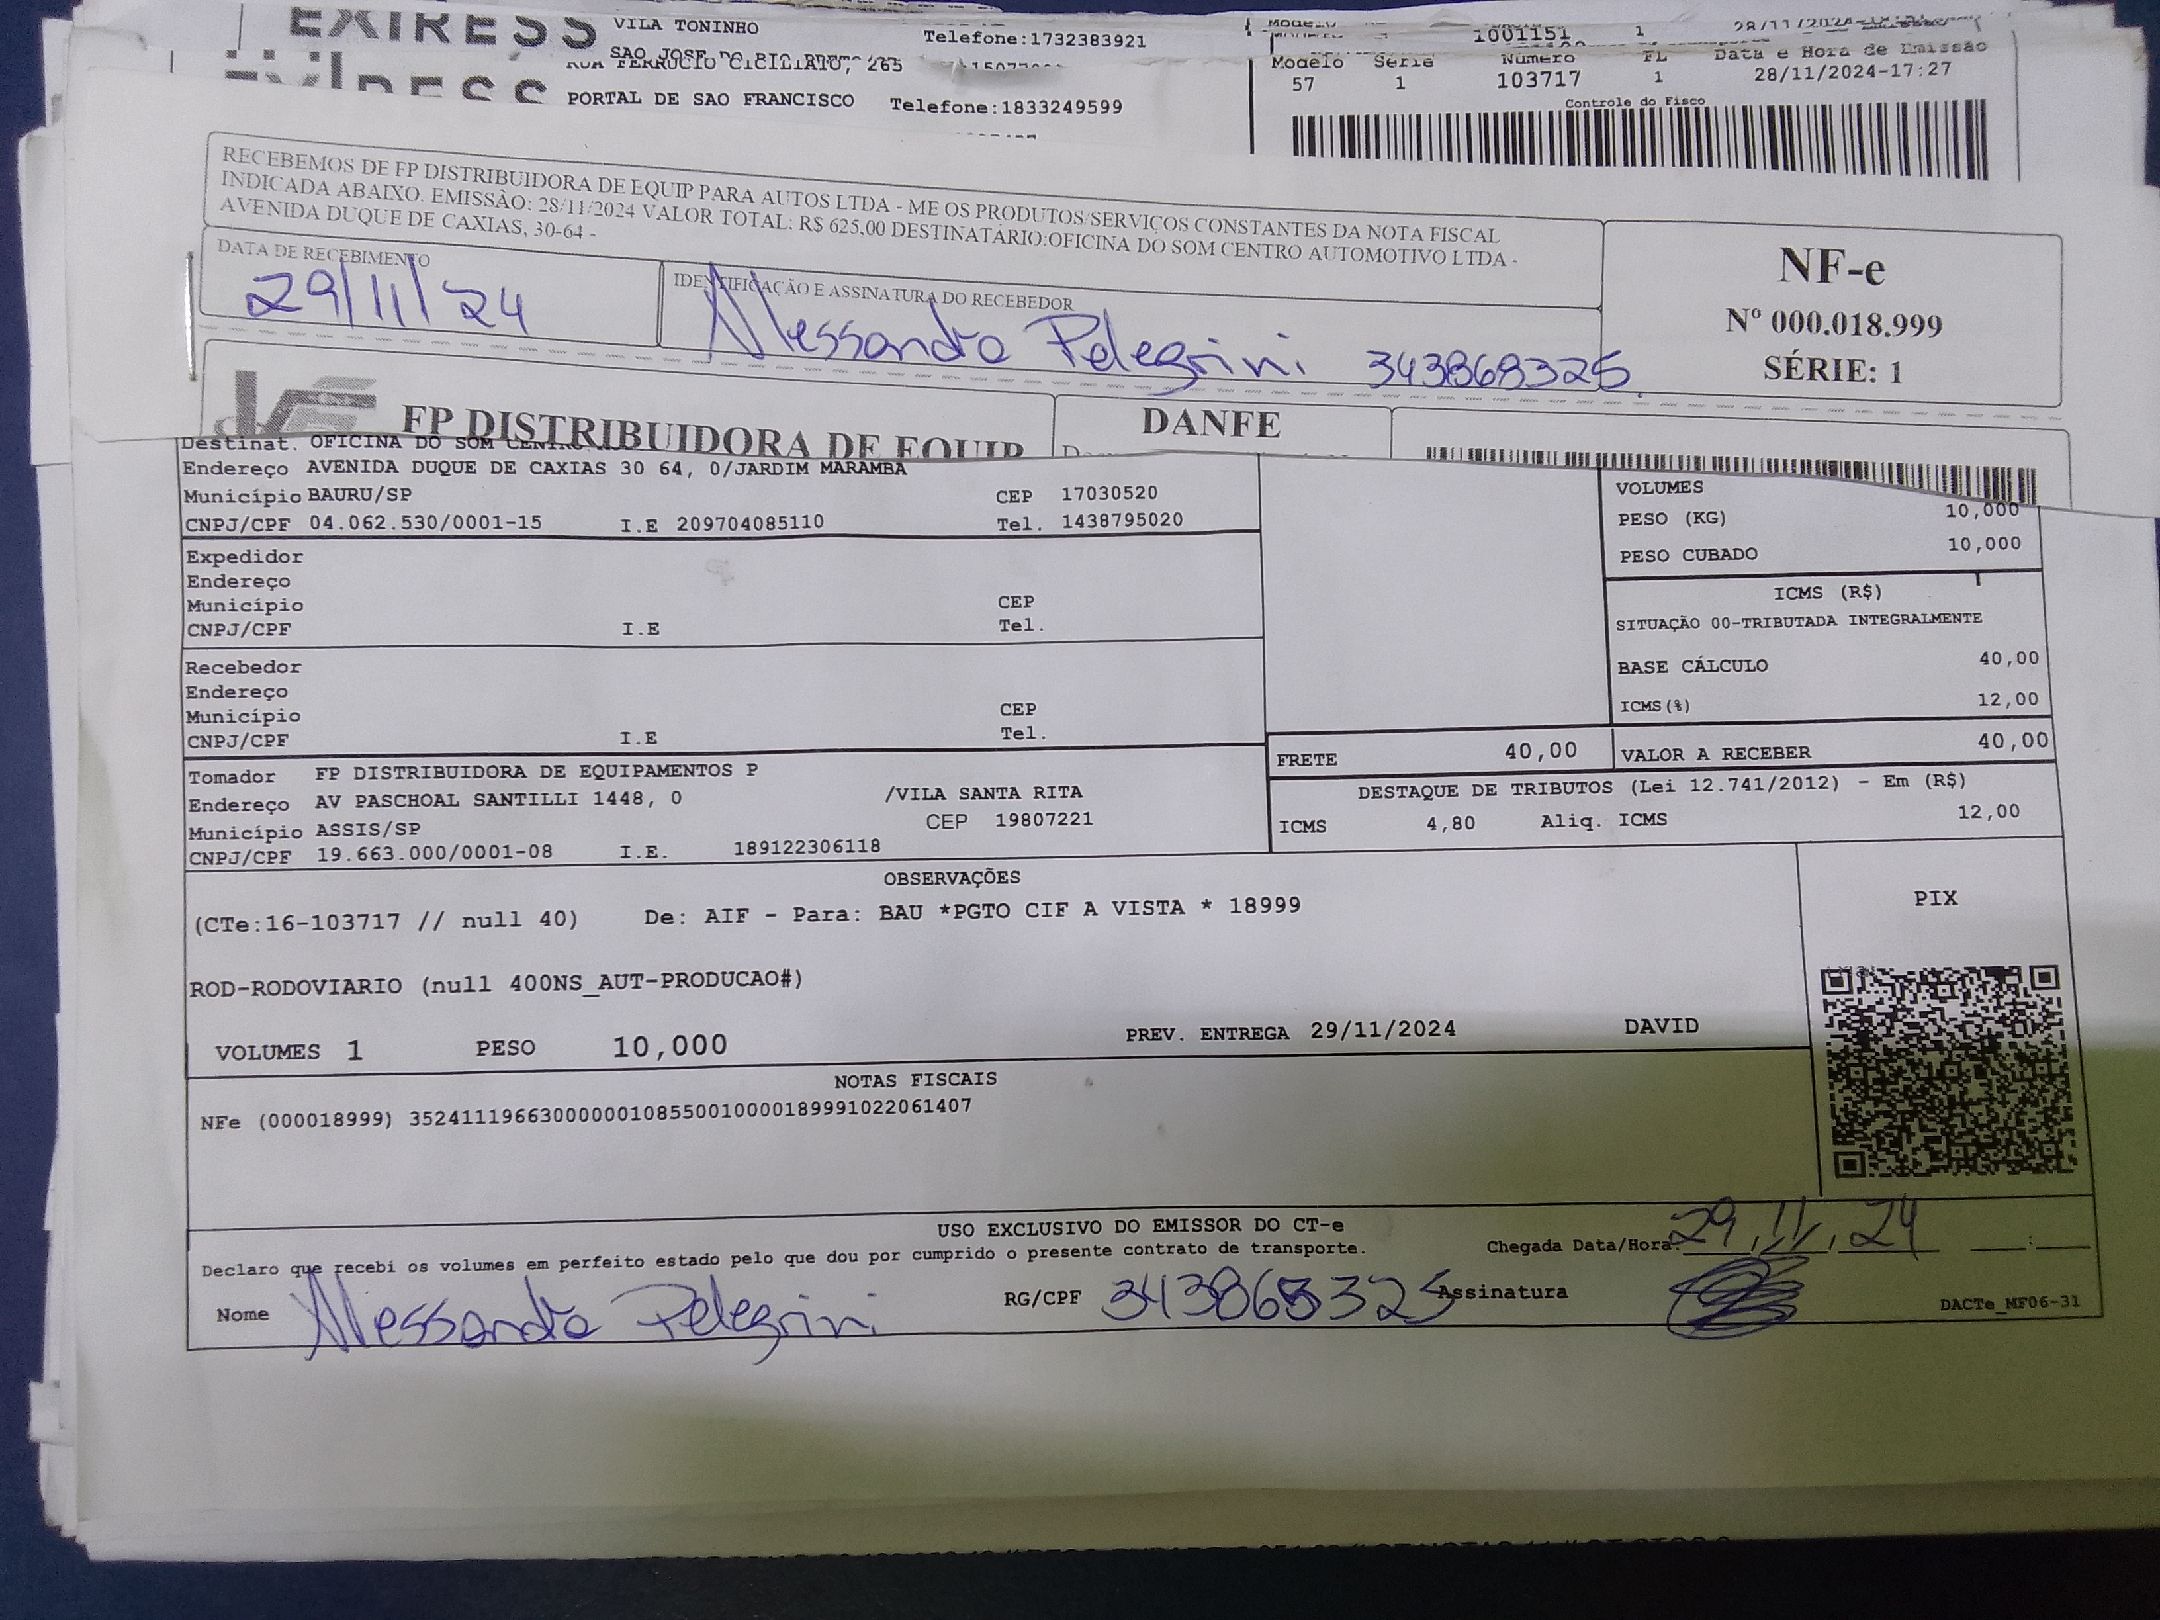 EXPRESS
VILA TONINHO
Telefone:1732383921
1001151 1
RUA FERRUCIO CICILIATO, 265
Modelo Série Número FL Data e Hora de Emissão
57 1 103717 1 28/11/2024-17:27
PORTAL DE SAO FRANCISCO Telefone:1833249599
Controle do Fisco
RECEBEMOS DE FP DISTRIBUIDORA DE EQUIP PARA AUTOS LTDA - ME OS PRODUTOS/SERVIÇOS CONSTANTES DA NOTA FISCAL
INDICADA ABAIXO. EMISSÃO: 28/11/2024 VALOR TOTAL: R$ 625,00 DESTINATÁRIO:OFICINA DO SOM CENTRO AUTOMOTIVO LTDA -
AVENIDA DUQUE DE CAXIAS, 30-64 -
DATA DE RECEBIMENTO
29/11/24
IDENTIFICAÇÃO E ASSINATURA DO RECEBEDOR
Alessandro Pelegrini 343868325
NF-e
Nº 000.018.999
SÉRIE: 1
FP DISTRIBUIDORA DE EQUIP
DANFE
Destinat. OFICINA DO SOM
Endereço AVENIDA DUQUE DE CAXIAS 30 64, 0/JARDIM MARAMBA
Município BAURU/SP CEP 17030520
CNPJ/CPF 04.062.530/0001-15 I.E 209704085110 Tel. 1438795020
VOLUMES
PESO (KG) 10,000
PESO CUBADO 10,000
Expedidor
Endereço
Município CEP
CNPJ/CPF I.E Tel.
ICMS (R$)
SITUAÇÃO 00-TRIBUTADA INTEGRALMENTE
BASE CÁLCULO 40,00
ICMS(%) 12,00
Recebedor
Endereço
Município CEP
CNPJ/CPF I.E Tel.
FRETE 40,00 VALOR A RECEBER 40,00
Tomador FP DISTRIBUIDORA DE EQUIPAMENTOS P
Endereço AV PASCHOAL SANTILLI 1448, 0 /VILA SANTA RITA
Município ASSIS/SP CEP 19807221
CNPJ/CPF 19.663.000/0001-08 I.E. 189122306118
DESTAQUE DE TRIBUTOS (Lei 12.741/2012) - Em (R$)
ICMS 4,80 Aliq. ICMS 12,00
OBSERVAÇÕES
(CTe:16-103717 // null 40) De: AIF - Para: BAU *PGTO CIF A VISTA * 18999
ROD-RODOVIARIO (null 400NS_AUT-PRODUCAO#)
VOLUMES 1 PESO 10,000 PREV. ENTREGA 29/11/2024 DAVID
PIX
NOTAS FISCAIS
NFe (000018999) 35241119663000000108550010000189991022061407
USO EXCLUSIVO DO EMISSOR DO CT-e
Declaro que recebi os volumes em perfeito estado pelo que dou por cumprido o presente contrato de transporte.
Chegada Data/Hora: 29, 11, 24 :
Nome Alessandro Pelegrini RG/CPF 343868325 Assinatura
DACTe_MF06-31